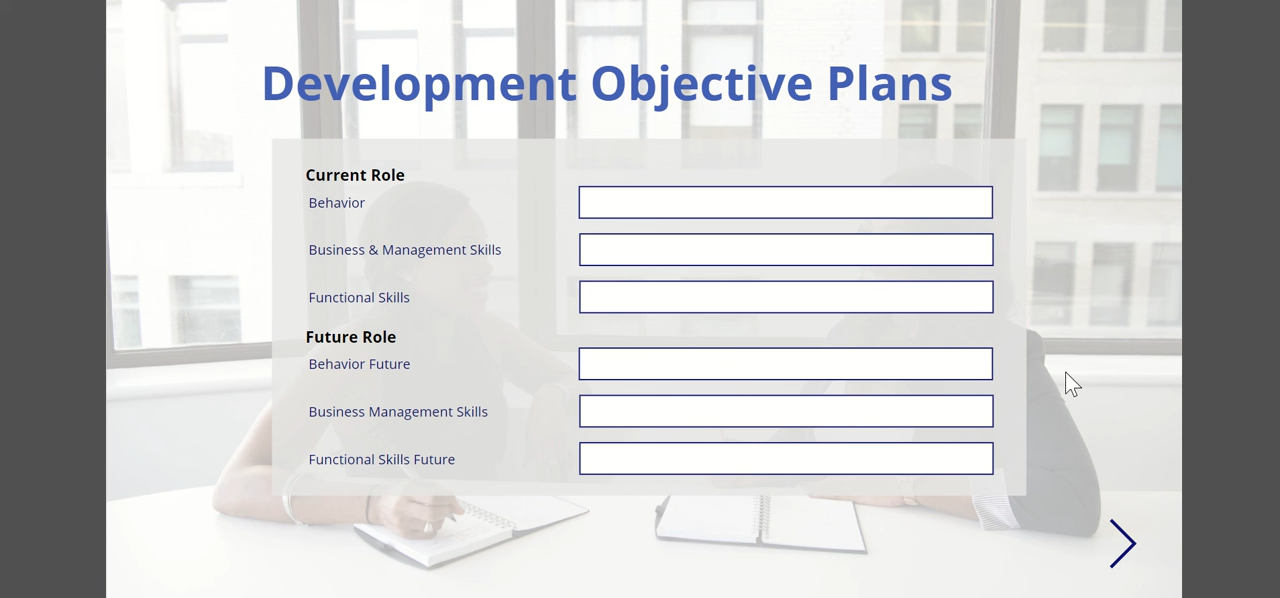 Development Objective Plans
Current Role
Behavior
Business & Management Skills
Functional Skills
Future Role
Behavior Future
Business Management Skills
Functional Skills Future